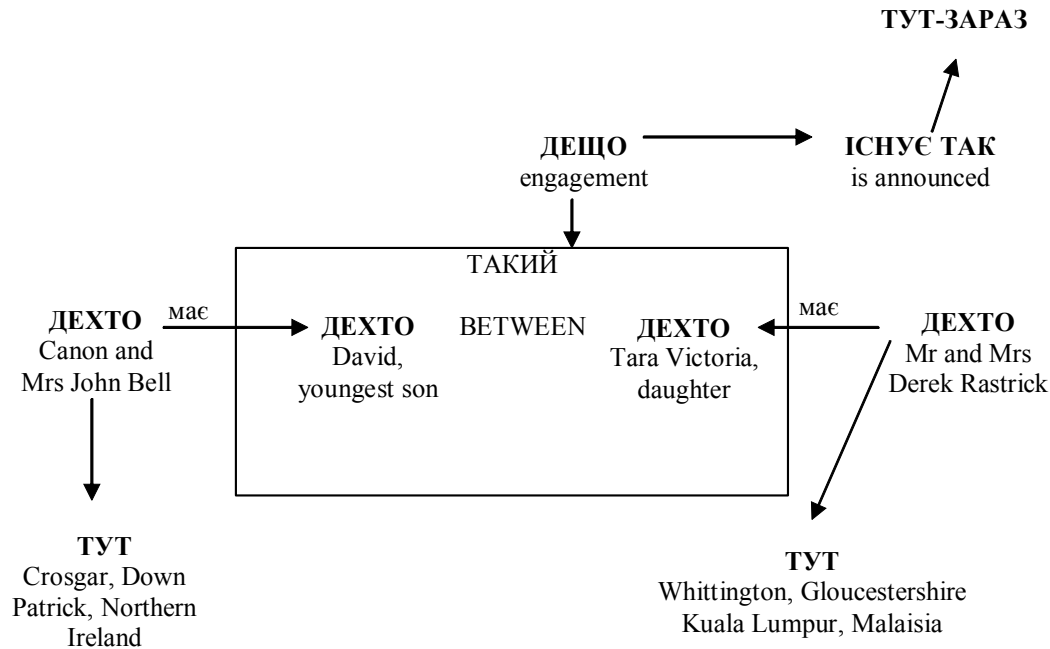 ТУТ-ЗАРАЗ
ДЕЩО
engagement
ІСНУЄ ТАК
is announced
ТАКИЙ
ДЕХТО
Canon and
Mrs John Bell
має
ДЕХТО
David,
youngest son
BETWEEN
ДЕХТО
Tara Victoria,
daughter
має
ДЕХТО
Mr and Mrs
Derek Rastrick
ТУТ
Crosgar, Down
Patrick, Northern
Ireland
ТУТ
Whittington, Gloucestershire
Kuala Lumpur, Malaisia